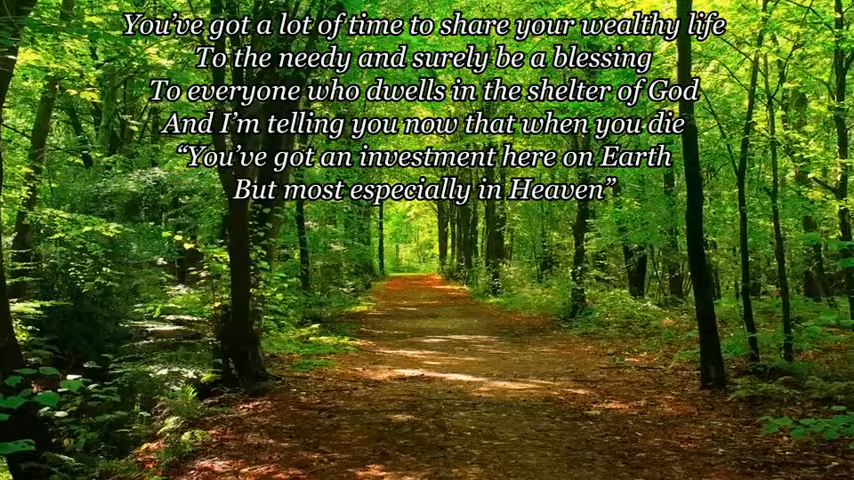 You’ve got a lot of time to share your wealthy life
To the needy and surely be a blessing
To everyone who dwells in the shelter of God
And I’m telling you now that when you die
“You’ve got an investment here on Earth
But most especially in Heaven”